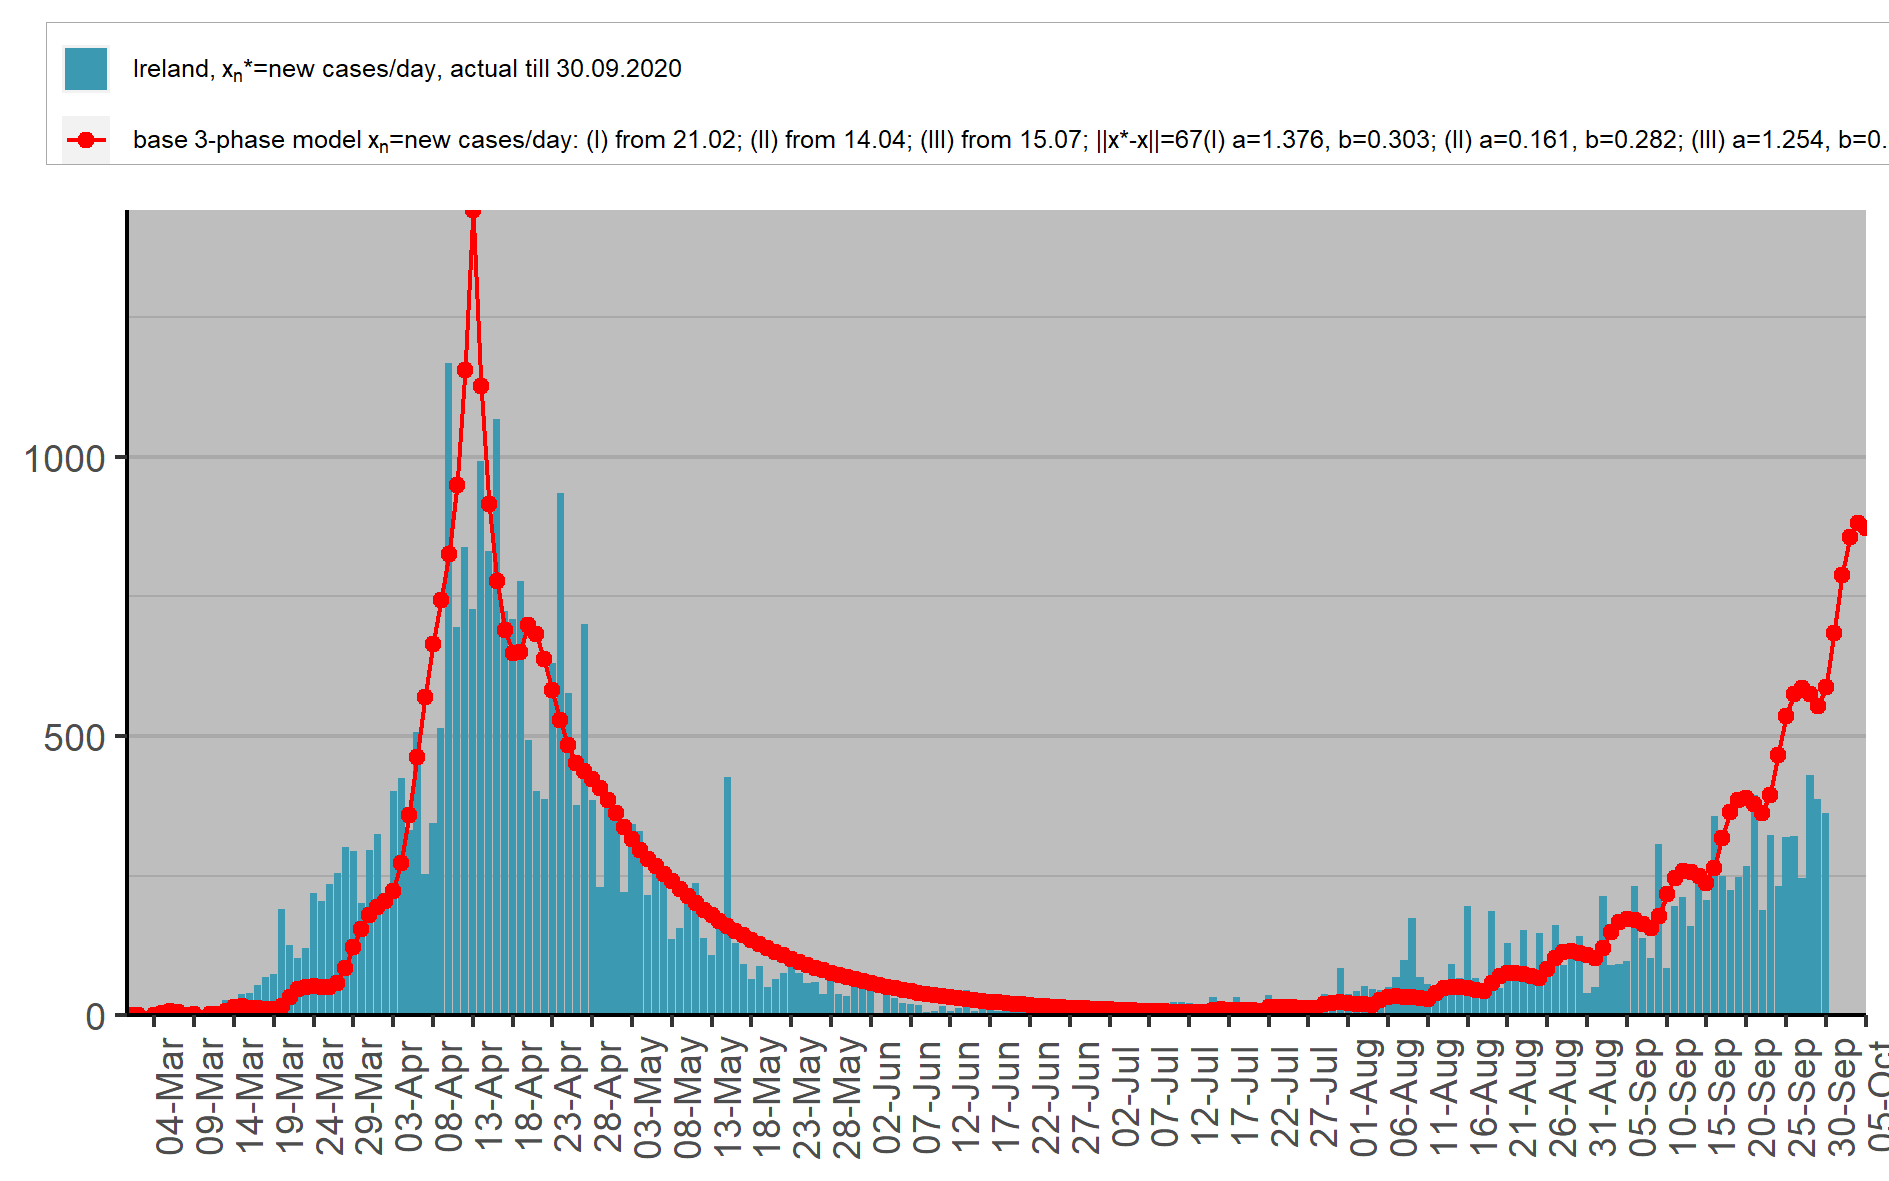 Ireland, xn*=new cases/day, actual till 30.09.2020
base 3-phase model xn=new cases/day: (I) from 21.02; (II) from 14.04; (III) from 15.07; ||x*-x||=67(I) a=1.376, b=0.303; (II) a=0.161, b=0.282; (III) a=1.254, b=0.
1000
500
0
04-Mar
09-Mar
14-Mar
19-Mar
24-Mar
29-Mar
03-Apr
08-Apr
13-Apr
18-Apr
23-Apr
28-Apr
03-May
08-May
13-May
18-May
23-May
28-May
02-Jun
07-Jun
12-Jun
17-Jun
22-Jun
27-Jun
02-Jul
07-Jul
12-Jul
17-Jul
22-Jul
27-Jul
01-Aug
06-Aug
11-Aug
16-Aug
21-Aug
26-Aug
31-Aug
05-Sep
10-Sep
15-Sep
20-Sep
25-Sep
30-Sep
05-Oct